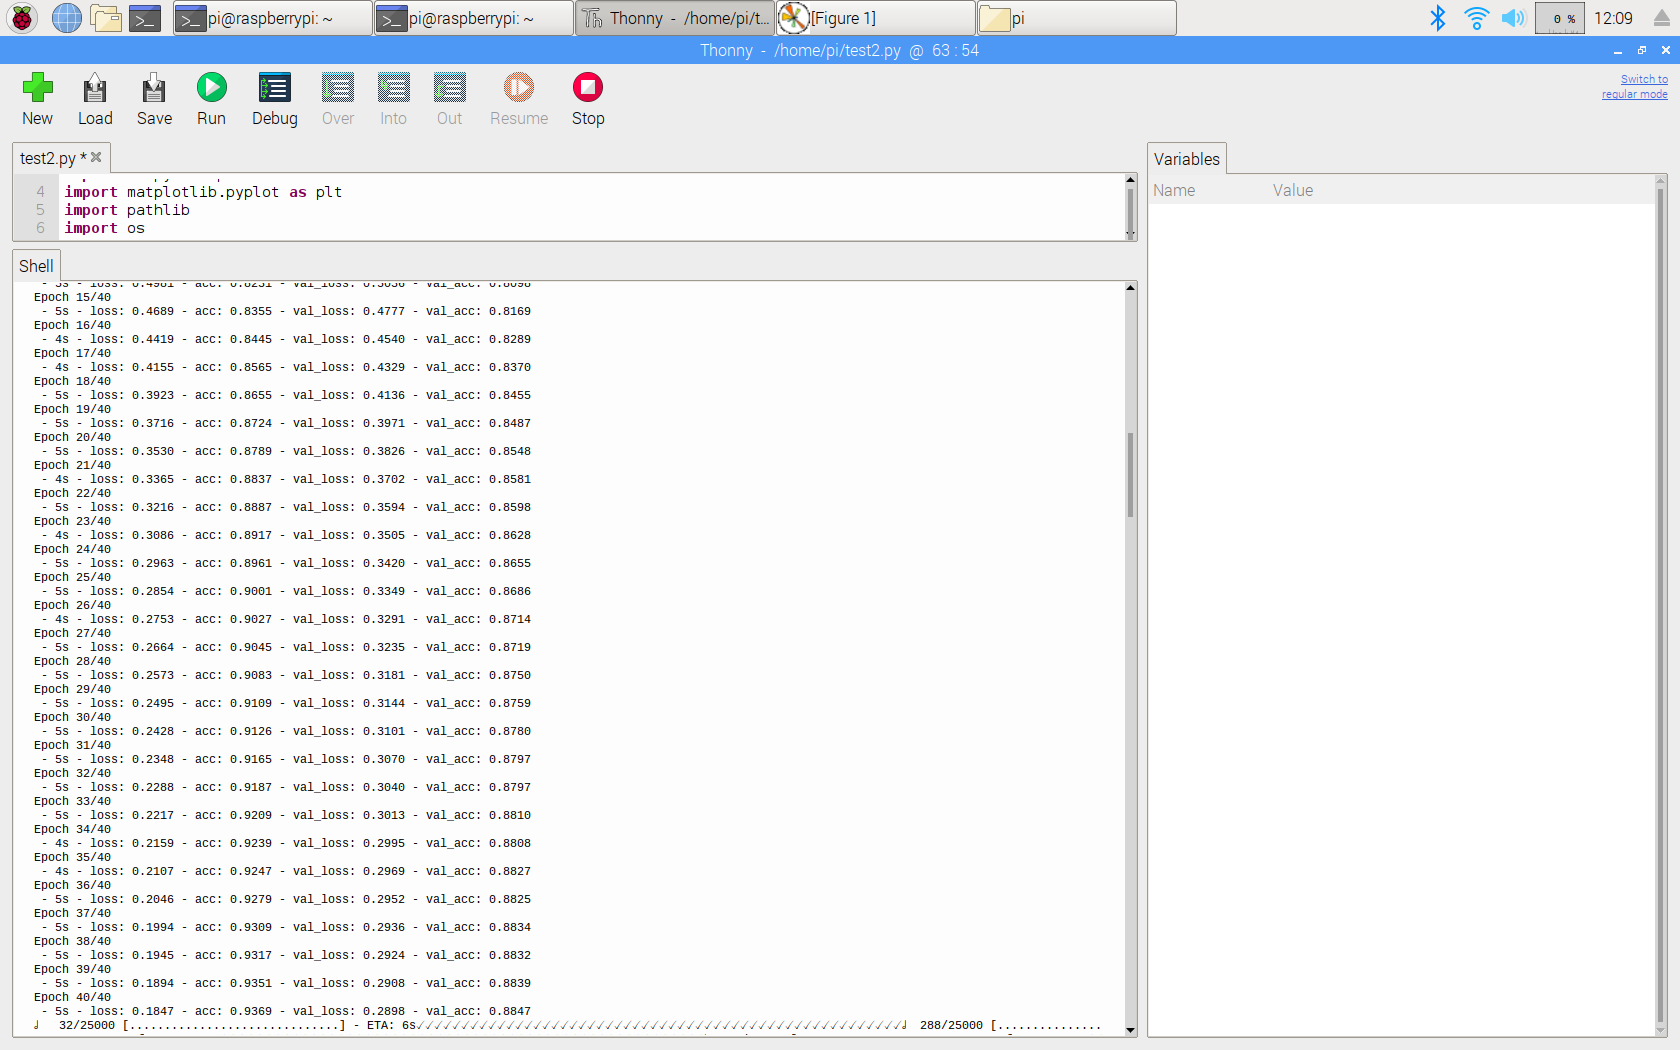 pi@raspberrypi: ~
pi@raspberrypi: ~
Thonny - /home/pi/t...
[Figure 1]
pi
0 %
12:09
Thonny - /home/pi/test2.py @ 63 : 54
New Load Save Run Debug Over Into Out Resume Stop
Switch to
regular mode
test2.py *
4 import matplotlib.pyplot as plt
5 import pathlib
6 import os
Variables
Name Value
Shell
- 5s - loss: 0.4981 - acc: 0.8231 - val_loss: 0.5036 - val_acc: 0.8098
Epoch 15/40
- 5s - loss: 0.4689 - acc: 0.8355 - val_loss: 0.4777 - val_acc: 0.8169
Epoch 16/40
- 4s - loss: 0.4419 - acc: 0.8445 - val_loss: 0.4540 - val_acc: 0.8289
Epoch 17/40
- 4s - loss: 0.4155 - acc: 0.8565 - val_loss: 0.4329 - val_acc: 0.8370
Epoch 18/40
- 5s - loss: 0.3923 - acc: 0.8655 - val_loss: 0.4136 - val_acc: 0.8455
Epoch 19/40
- 5s - loss: 0.3716 - acc: 0.8724 - val_loss: 0.3971 - val_acc: 0.8487
Epoch 20/40
- 5s - loss: 0.3530 - acc: 0.8789 - val_loss: 0.3826 - val_acc: 0.8548
Epoch 21/40
- 4s - loss: 0.3365 - acc: 0.8837 - val_loss: 0.3702 - val_acc: 0.8581
Epoch 22/40
- 5s - loss: 0.3216 - acc: 0.8887 - val_loss: 0.3594 - val_acc: 0.8598
Epoch 23/40
- 4s - loss: 0.3086 - acc: 0.8917 - val_loss: 0.3505 - val_acc: 0.8628
Epoch 24/40
- 5s - loss: 0.2963 - acc: 0.8961 - val_loss: 0.3420 - val_acc: 0.8655
Epoch 25/40
- 5s - loss: 0.2854 - acc: 0.9001 - val_loss: 0.3349 - val_acc: 0.8686
Epoch 26/40
- 4s - loss: 0.2753 - acc: 0.9027 - val_loss: 0.3291 - val_acc: 0.8714
Epoch 27/40
- 5s - loss: 0.2664 - acc: 0.9045 - val_loss: 0.3235 - val_acc: 0.8719
Epoch 28/40
- 5s - loss: 0.2573 - acc: 0.9083 - val_loss: 0.3181 - val_acc: 0.8750
Epoch 29/40
- 5s - loss: 0.2495 - acc: 0.9109 - val_loss: 0.3144 - val_acc: 0.8759
Epoch 30/40
- 5s - loss: 0.2428 - acc: 0.9126 - val_loss: 0.3101 - val_acc: 0.8780
Epoch 31/40
- 5s - loss: 0.2348 - acc: 0.9165 - val_loss: 0.3070 - val_acc: 0.8797
Epoch 32/40
- 5s - loss: 0.2288 - acc: 0.9187 - val_loss: 0.3040 - val_acc: 0.8797
Epoch 33/40
- 5s - loss: 0.2217 - acc: 0.9209 - val_loss: 0.3013 - val_acc: 0.8810
Epoch 34/40
- 4s - loss: 0.2159 - acc: 0.9239 - val_loss: 0.2995 - val_acc: 0.8808
Epoch 35/40
- 4s - loss: 0.2107 - acc: 0.9247 - val_loss: 0.2969 - val_acc: 0.8827
Epoch 36/40
- 5s - loss: 0.2046 - acc: 0.9279 - val_loss: 0.2952 - val_acc: 0.8825
Epoch 37/40
- 5s - loss: 0.1994 - acc: 0.9309 - val_loss: 0.2936 - val_acc: 0.8834
Epoch 38/40
- 5s - loss: 0.1945 - acc: 0.9317 - val_loss: 0.2924 - val_acc: 0.8832
Epoch 39/40
- 5s - loss: 0.1894 - acc: 0.9351 - val_loss: 0.2908 - val_acc: 0.8839
Epoch 40/40
- 5s - loss: 0.1847 - acc: 0.9369 - val_loss: 0.2898 - val_acc: 0.8847
32/25000 [..............................] - ETA: 6s 288/25000 [...............